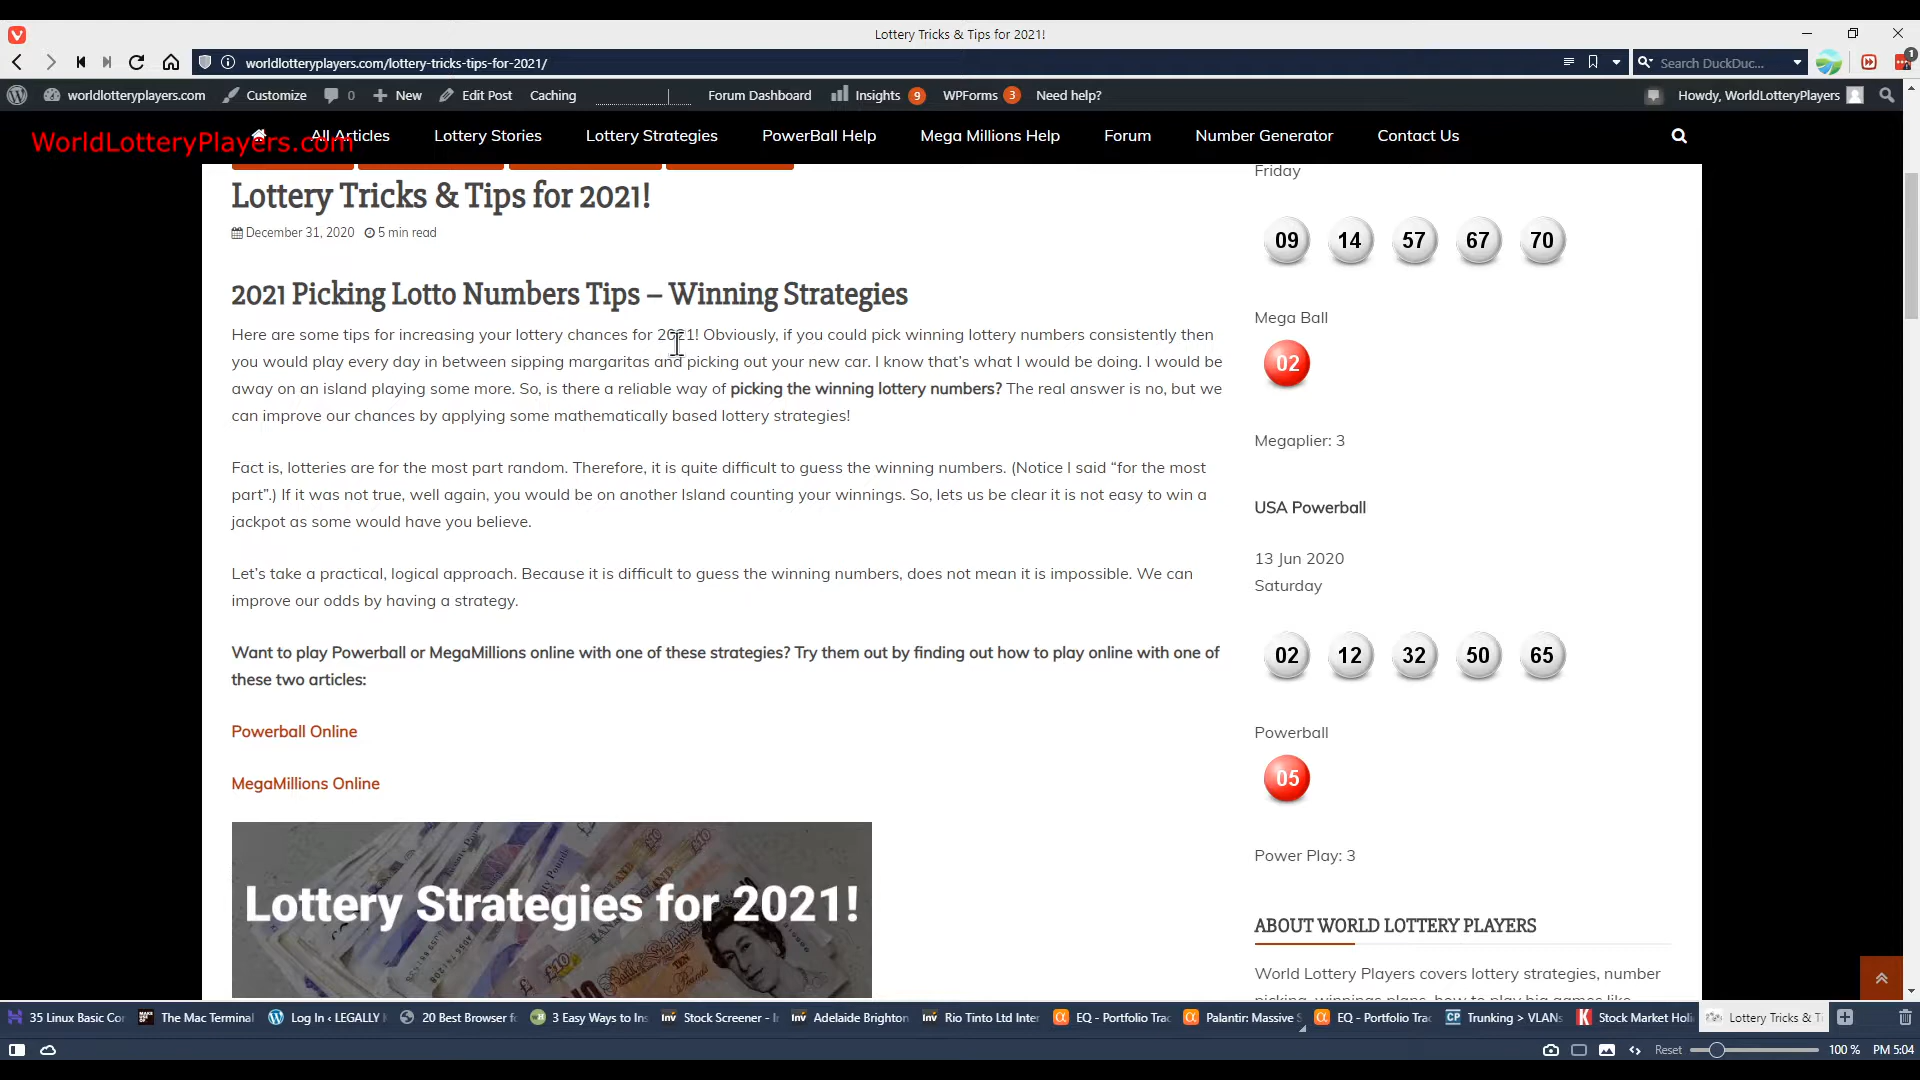 Lottery Tricks & Tips for 2021!
worldlotteryplayers.com/lottery-tricks-tips-for-2021/
Search DuckDuc...
1
worldlotteryplayers.com
Customize
0
New
Edit Post
Caching
Forum Dashboard
Insights 9
WPForms 3
Need help?
Howdy, WorldLotteryPlayers
WorldLotteryPlayers.com
All Articles
Lottery Stories
Lottery Strategies
PowerBall Help
Mega Millions Help
Forum
Number Generator
Contact Us
Lottery Tricks & Tips for 2021!
December 31, 2020 5 min read
2021 Picking Lotto Numbers Tips – Winning Strategies
Here are some tips for increasing your lottery chances for 2021! Obviously, if you could pick winning lottery numbers consistently then
you would play every day in between sipping margaritas and picking out your new car. I know that's what I would be doing. I would be
away on an island playing some more. So, is there a reliable way of picking the winning lottery numbers? The real answer is no, but we
can improve our chances by applying some mathematically based lottery strategies!
Fact is, lotteries are for the most part random. Therefore, it is quite difficult to guess the winning numbers. (Notice I said “for the most
part”.) If it was not true, well again, you would be on another Island counting your winnings. So, lets us be clear it is not easy to win a
jackpot as some would have you believe.
Let's take a practical, logical approach. Because it is difficult to guess the winning numbers, does not mean it is impossible. We can
improve our odds by having a strategy.
Want to play Powerball or MegaMillions online with one of these strategies? Try them out by finding out how to play online with one of
these two articles:
Powerball Online
MegaMillions Online
Lottery Strategies for 2021!
Friday
09 14 57 67 70
Mega Ball
02
Megaplier: 3
USA Powerball
13 Jun 2020
Saturday
02 12 32 50 65
Powerball
05
Power Play: 3
ABOUT WORLD LOTTERY PLAYERS
World Lottery Players covers lottery strategies, number
picking, winnings plans, how to play big games like
35 Linux Basic Co
The Mac Terminal
Log In ‹ LEGALLY
20 Best Browser f
3 Easy Ways to Ins
Stock Screener - I
Adelaide Brighton
Rio Tinto Ltd Inte
EQ - Portfolio Trac
Palantir: Massive S
EQ - Portfolio Trac
Trunking > VLANs
Stock Market Holi
Lottery Tricks & T
Reset
100 %
PM 5:04